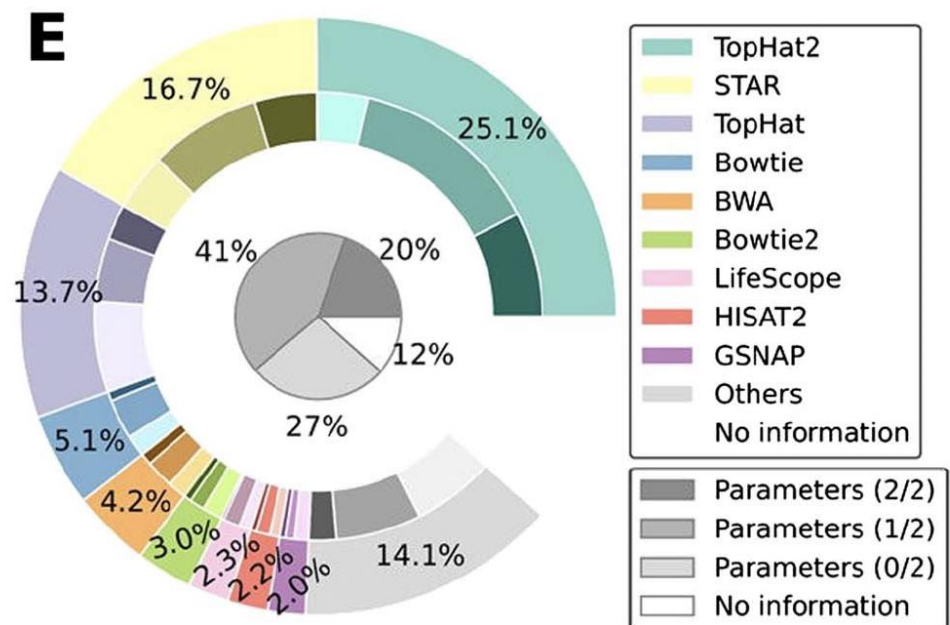 E
16.7%
25.1%
13.7%
5.1%
4.2%
3.0%
2.3%
2.2%
2.0%
14.1%
41%
20%
12%
27%
TopHat2
STAR
TopHat
Bowtie
BWA
Bowtie2
LifeScope
HISAT2
GSNAP
Others
No information
Parameters (2/2)
Parameters (1/2)
Parameters (0/2)
No information